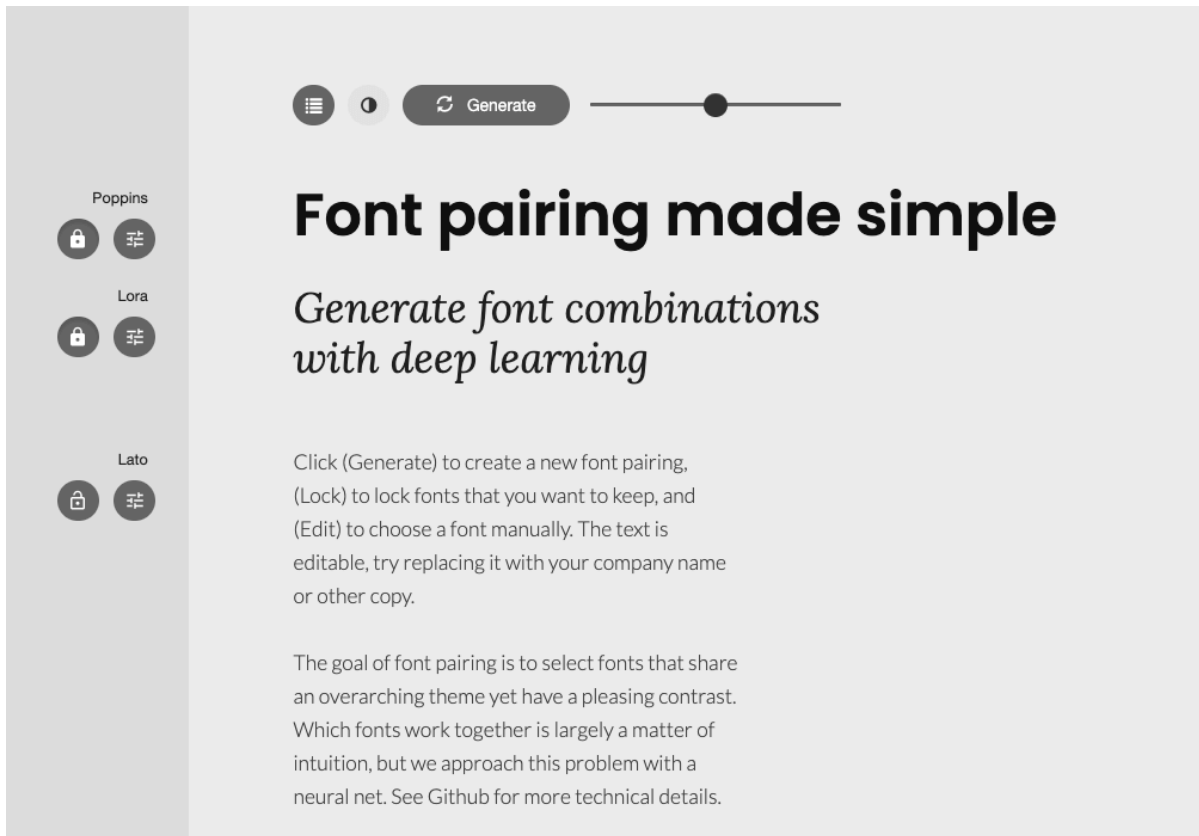 Generate
Poppins
Font pairing made simple
Lora
Generate font combinations
with deep learning
Lato
Click (Generate) to create a new font pairing,
(Lock) to lock fonts that you want to keep, and
(Edit) to choose a font manually. The text is
editable, try replacing it with your company name
or other copy.
The goal of font pairing is to select fonts that share
an overarching theme yet have a pleasing contrast.
Which fonts work together is largely a matter of
intuition, but we approach this problem with a
neural net. See Github for more technical details.